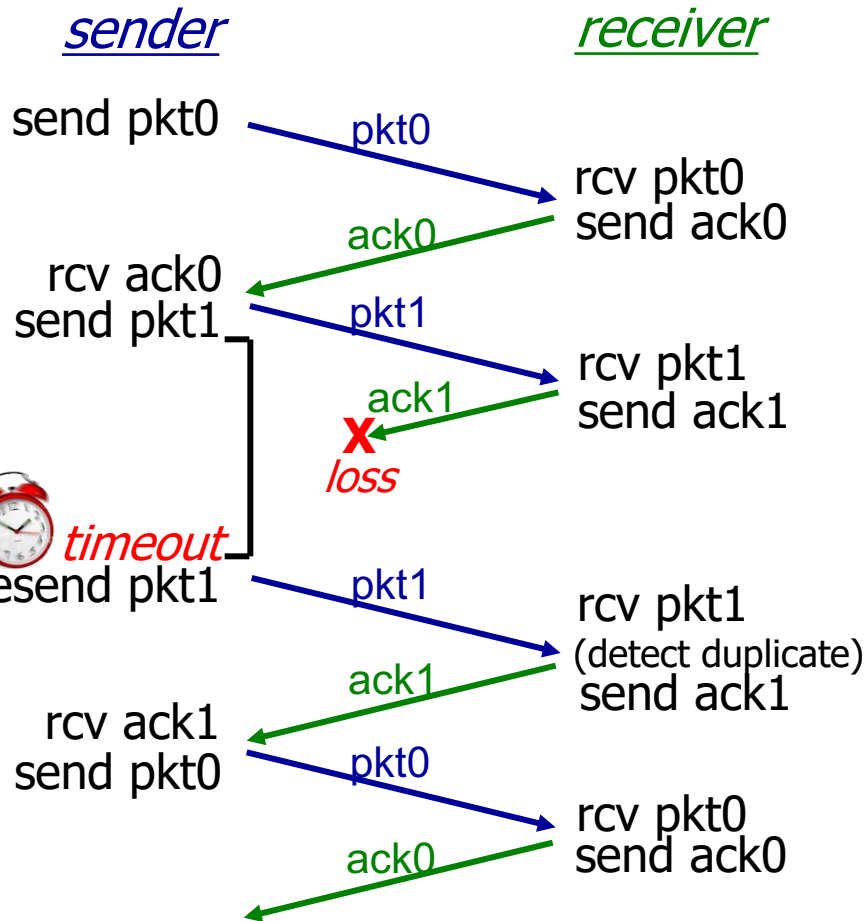 sender
receiver
send pkt0
pkt0
rcv pkt0
send ack0
ack0
rcv ack0
send pkt1
pkt1
rcv pkt1
send ack1
ack1
X
loss
timeout
esend pkt1
pkt1
rcv pkt1
(detect duplicate)
send ack1
ack1
rcv ack1
send pkt0
pkt0
rcv pkt0
send ack0
ack0